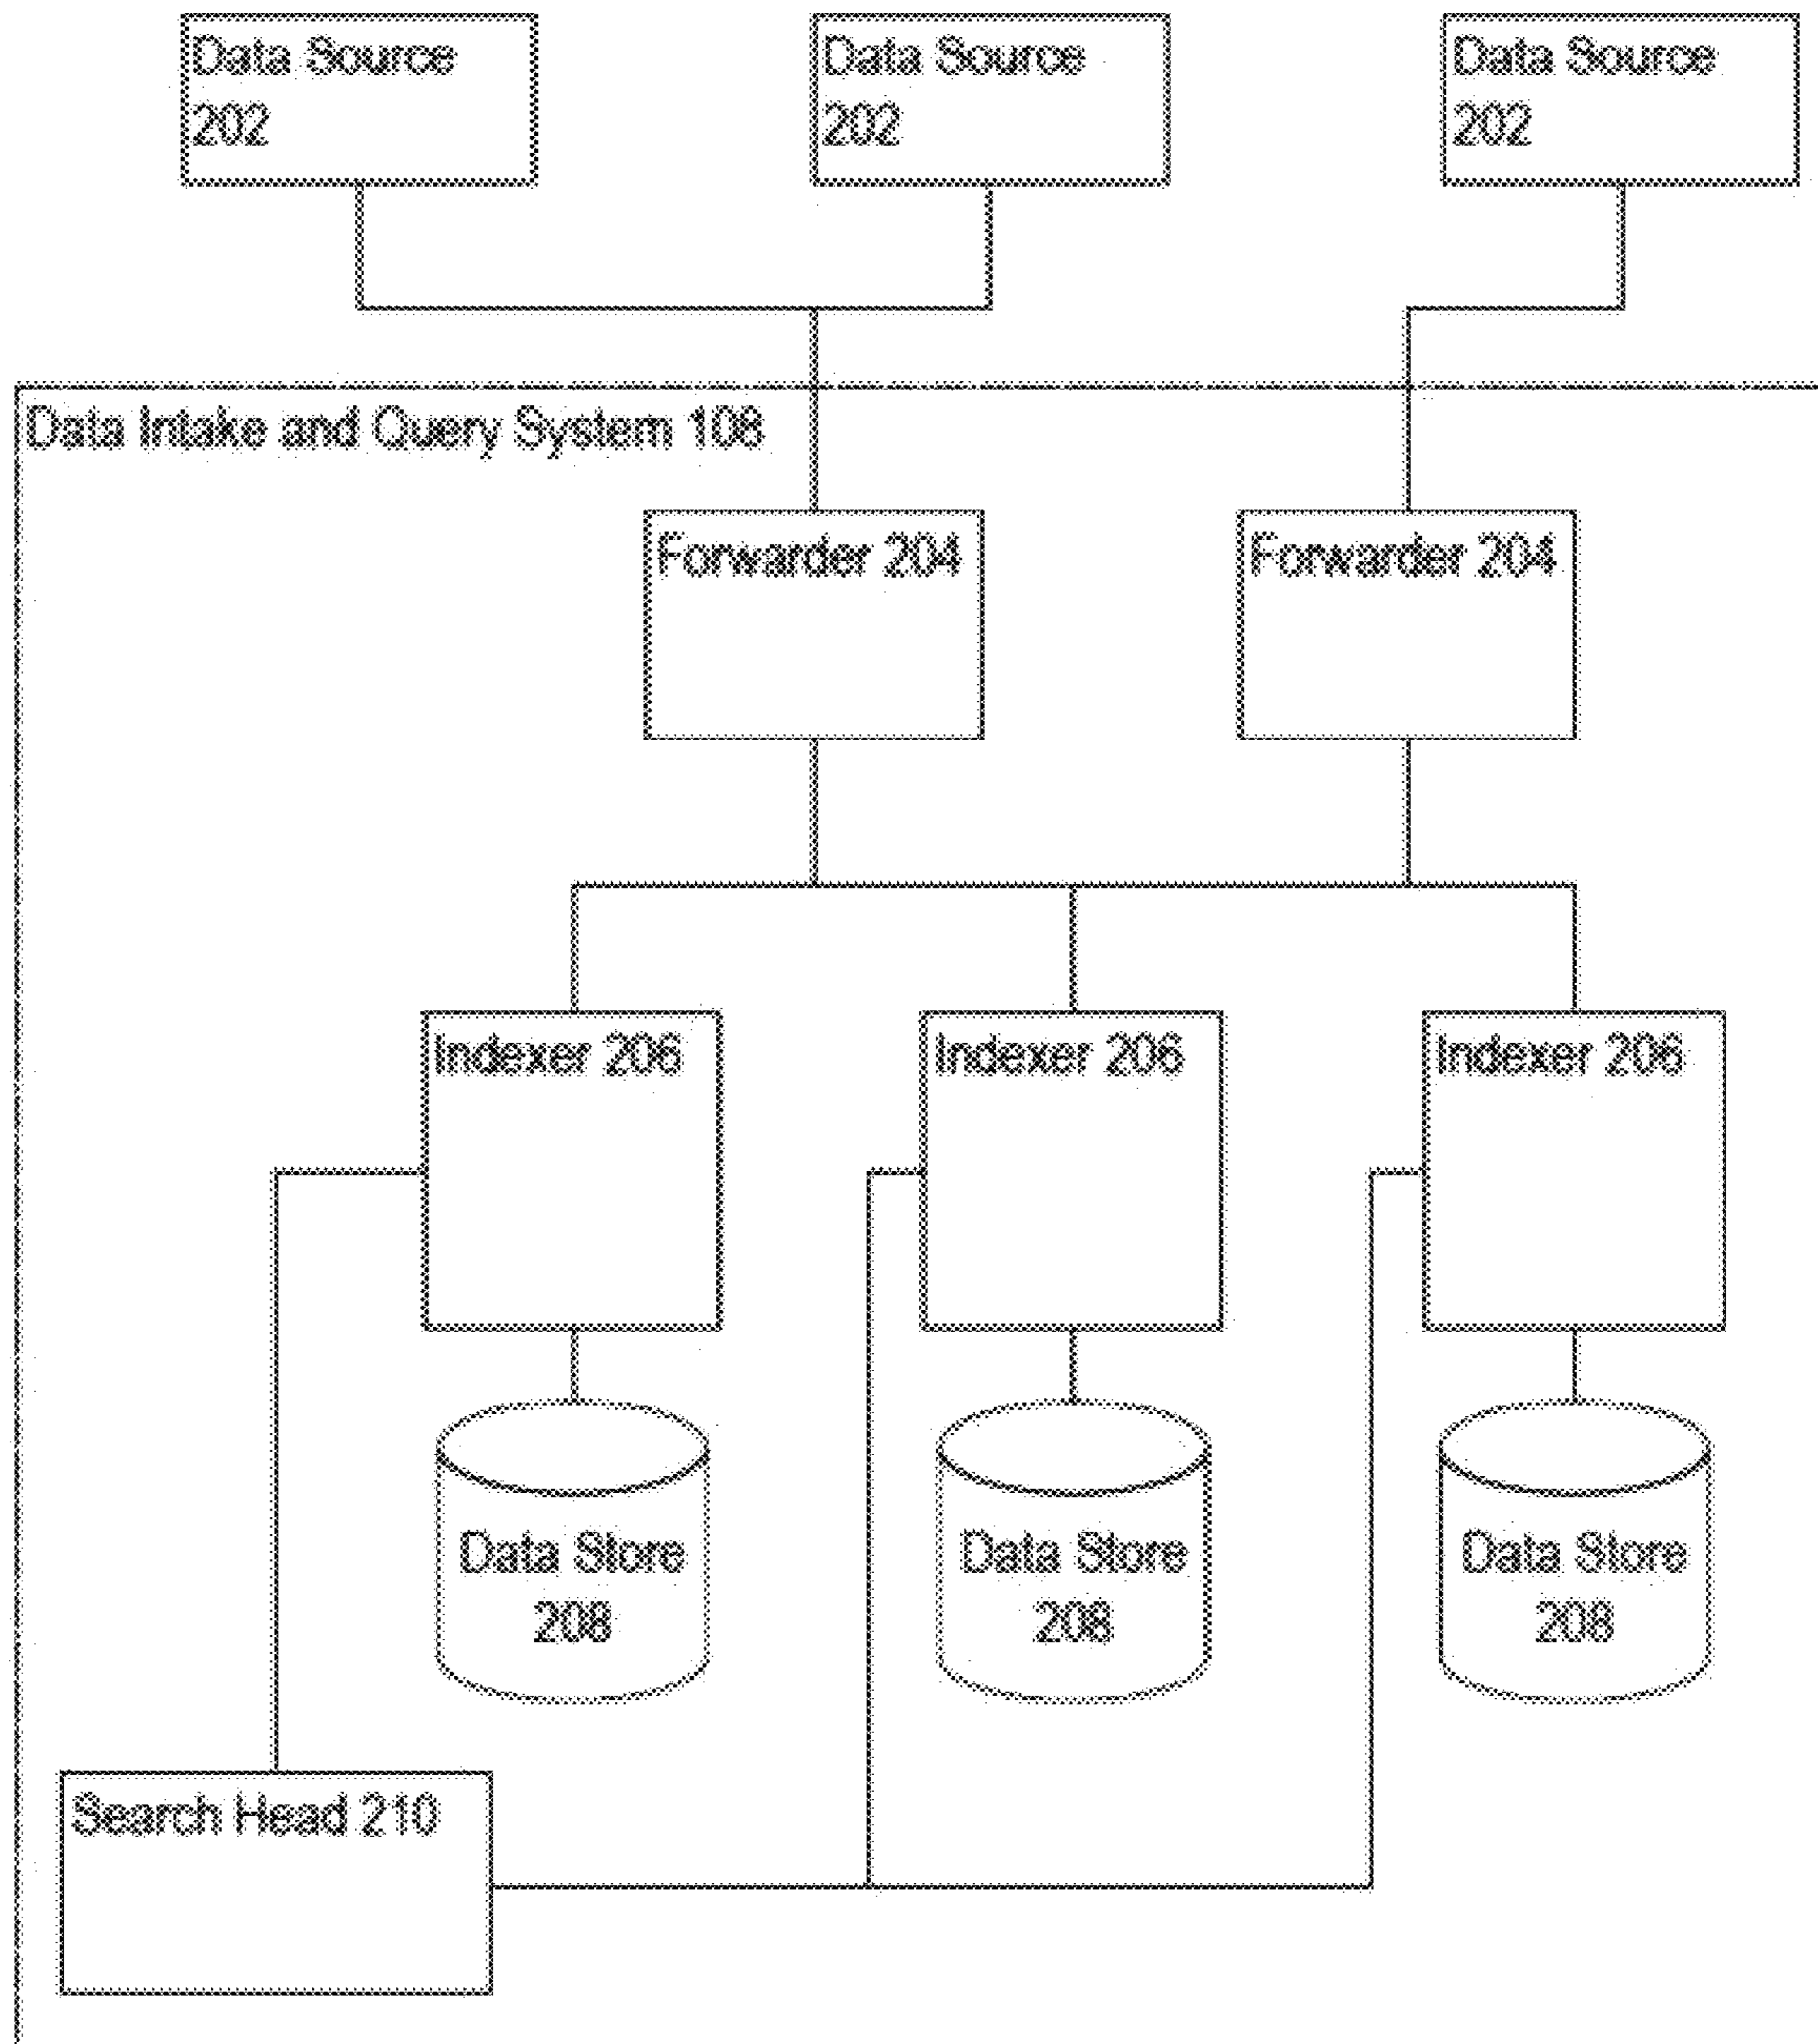 Data Source
202
Data Source
202
Data Source
202
Data Intake and Query System 108
Forwarder 204
Forwarder 204
Indexer 206
Indexer 206
Indexer 206
Data Store
208
Data Store
208
Data Store
208
Search Head 210